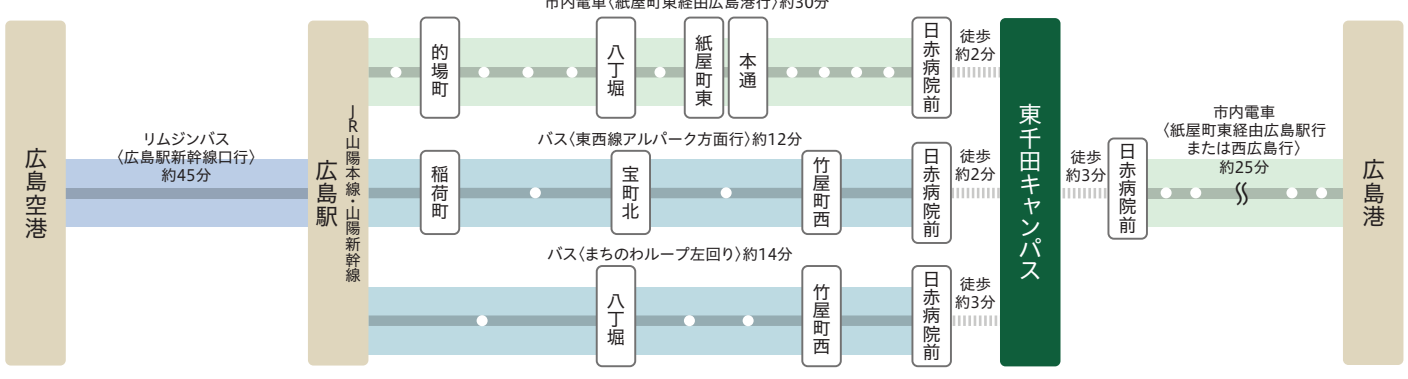 市内電車〈紙屋町東経由広島港行〉約30分
広島空港
リムジンバス
〈広島駅新幹線口行〉
約45分
広島駅
JR山陽本線・山陽新幹線
的場町
八丁堀
紙屋町東
本通
日赤病院前
徒歩
約2分
バス〈東西線アルパーク方面行〉約12分
稲荷町
宝町北
竹屋町西
日赤病院前
徒歩
約2分
バス〈まちのわループ左回り〉約14分
八丁堀
竹屋町西
日赤病院前
徒歩
約3分
東千田キャンパス
徒歩
約3分
日赤病院前
市内電車
〈紙屋町東経由広島駅行
または西広島行〉
約25分
広島港